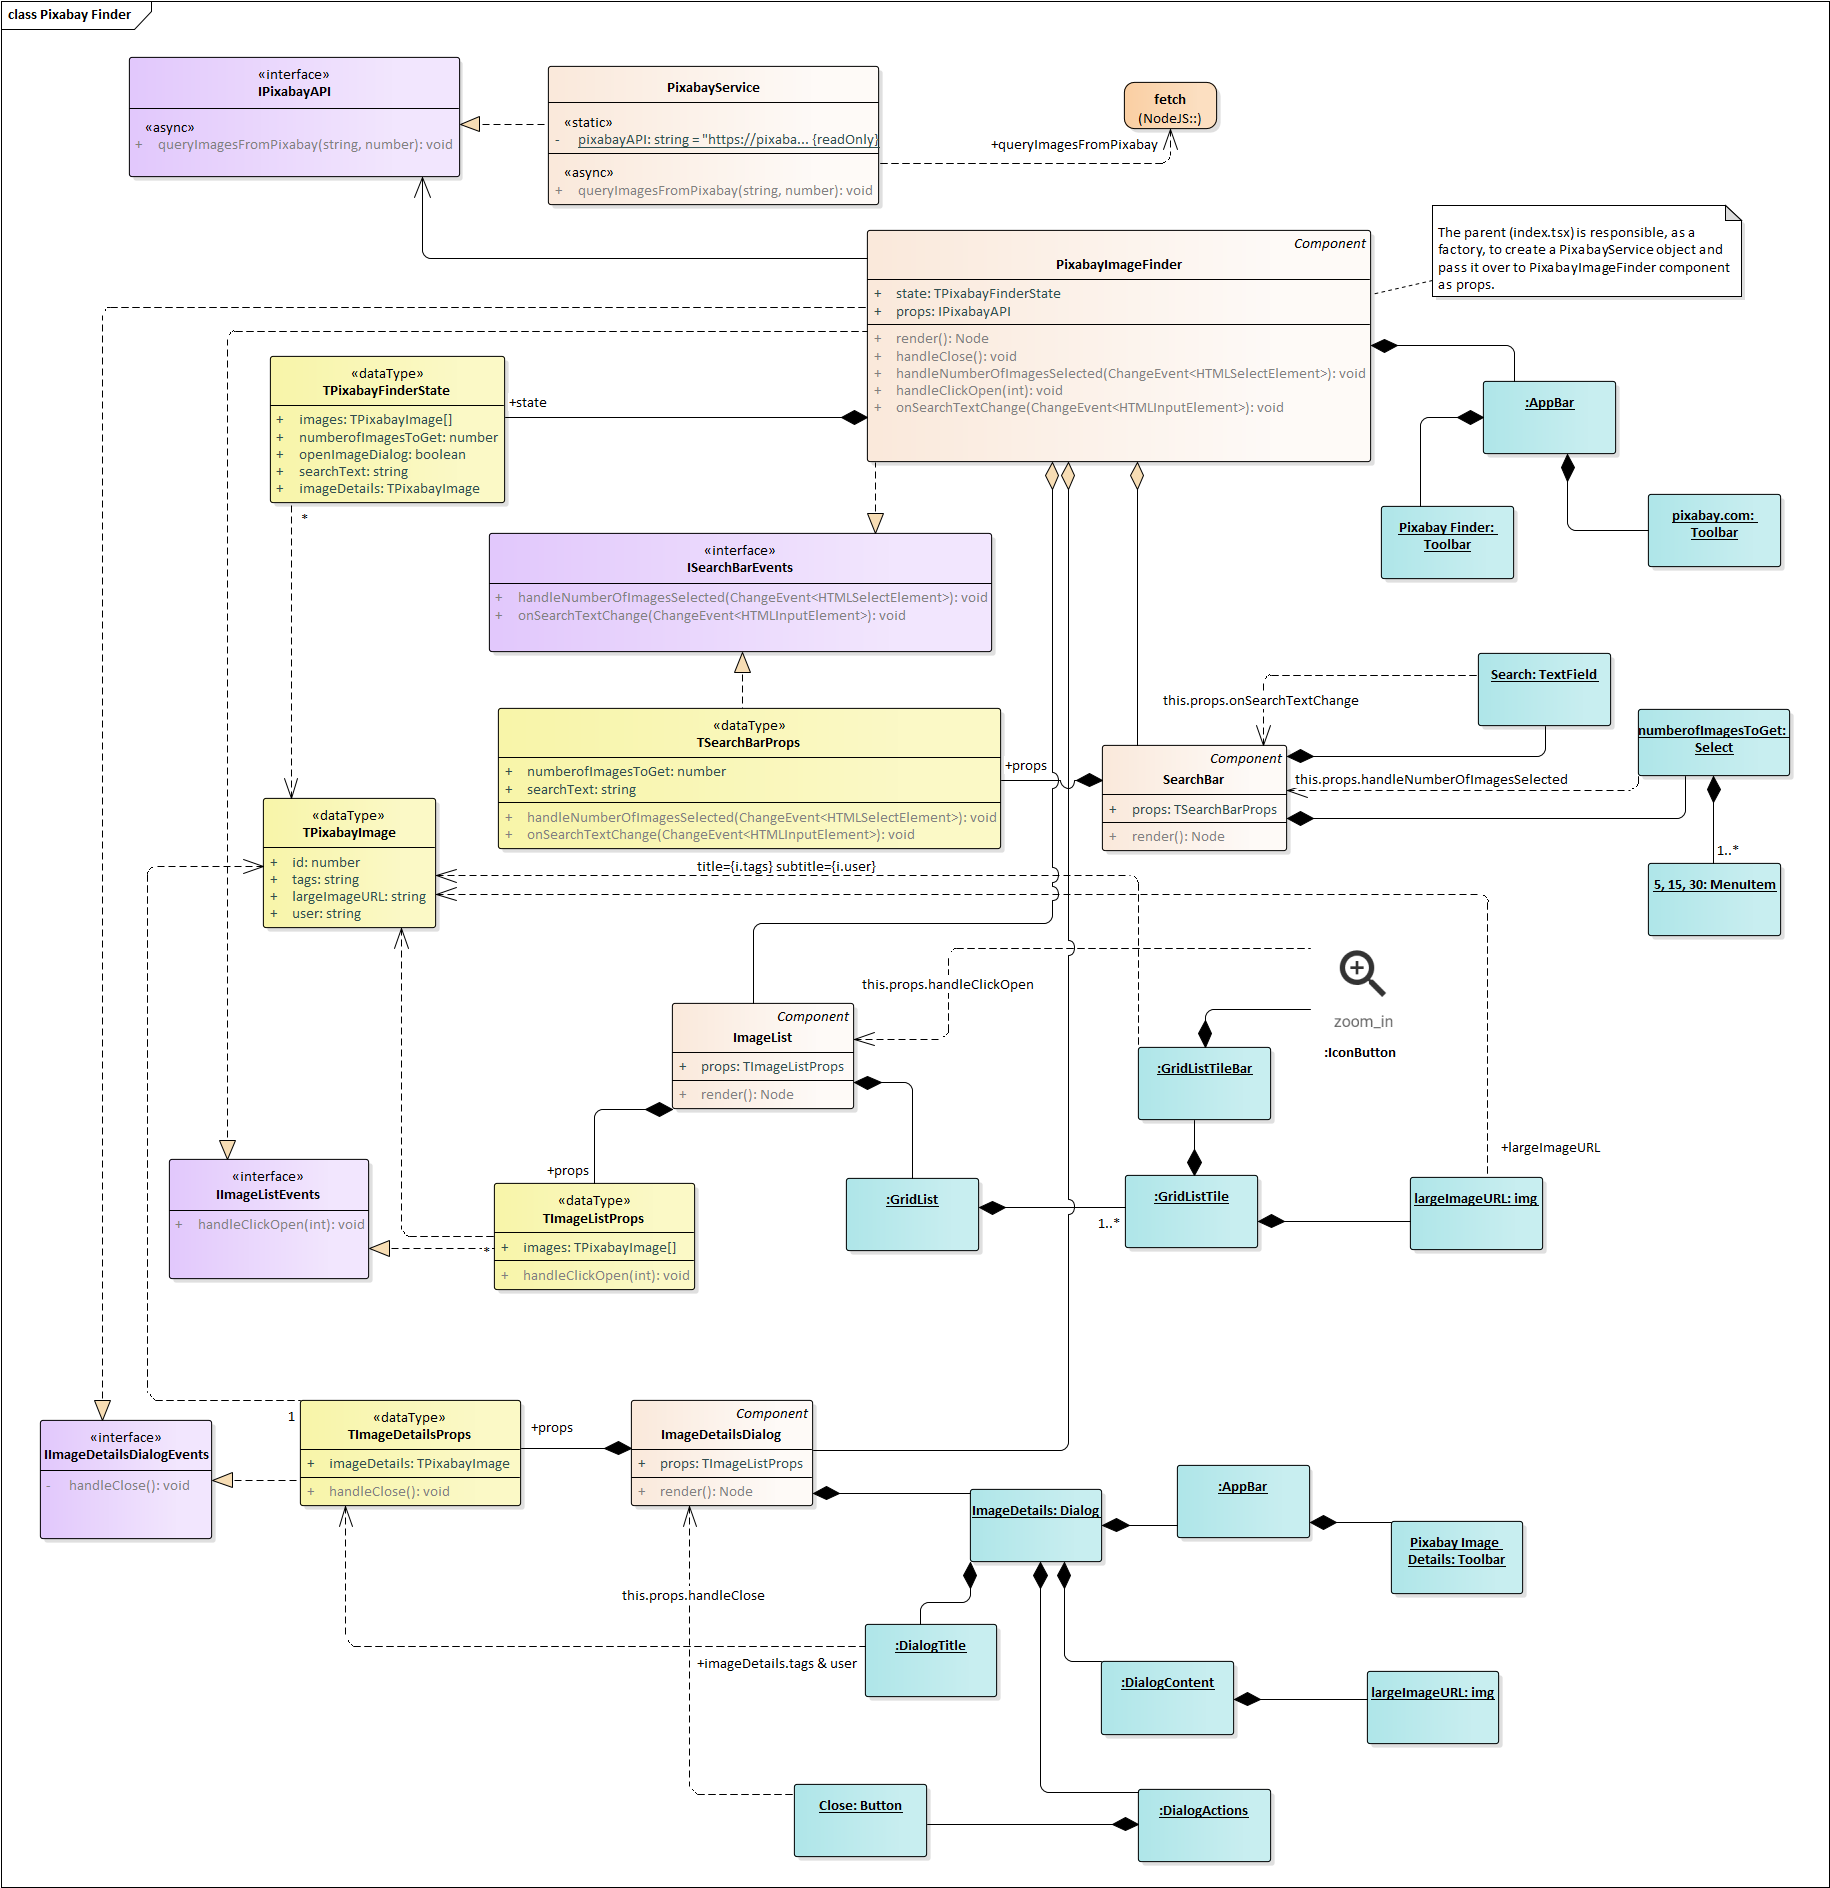 class Pixabay Finder
«interface»
IPixabayAPI
«async»
+ queryImagesFromPixabay(string, number): void
PixabayService
«static»
- pixabayAPI: string = "https://pixaba... {readOnly}
«async»
+ queryImagesFromPixabay(string, number): void
fetch
(NodeJS::)
+queryImagesFromPixabay
The parent (index.tsx) is responsible, as a
factory, to create a PixabayService object and
pass it over to PixabayImageFinder component
as props.
Component
PixabayImageFinder
+ state: TPixabayFinderState
+ props: IPixabayAPI
+ render(): Node
+ handleClose(): void
+ handleNumberOfImagesSelected(ChangeEvent<HTMLSelectElement>): void
+ handleClickOpen(int): void
+ onSearchTextChange(ChangeEvent<HTMLInputElement>): void
«dataType»
TPixabayFinderState
+ images: TPixabayImage[]
+ numberofImagesToGet: number
+ openImageDialog: boolean
+ searchText: string
+ imageDetails: TPixabayImage
+state
*
:AppBar
Pixabay Finder:
Toolbar
pixabay.com:
Toolbar
«interface»
ISearchBarEvents
+ handleNumberOfImagesSelected(ChangeEvent<HTMLSelectElement>): void
+ onSearchTextChange(ChangeEvent<HTMLInputElement>): void
Search: TextField
this.props.onSearchTextChange
numberofImagesToGet:
Select
«dataType»
TSearchBarProps
+ numberofImagesToGet: number
+ searchText: string
+ handleNumberOfImagesSelected(ChangeEvent<HTMLSelectElement>): void
+ onSearchTextChange(ChangeEvent<HTMLInputElement>): void
+props
Component
SearchBar
+ props: TSearchBarProps
+ render(): Node
this.props.handleNumberOfImagesSelected
1..*
5, 15, 30: MenuItem
«dataType»
TPixabayImage
+ id: number
+ tags: string
+ largeImageURL: string
+ user: string
title={i.tags} subtitle={i.user}
this.props.handleClickOpen
zoom_in
:IconButton
Component
ImageList
+ props: TImageListProps
+ render(): Node
:GridListTileBar
+largeImageURL
+props
«interface»
IImageListEvents
+ handleClickOpen(int): void
«dataType»
TImageListProps
+ images: TPixabayImage[]
+ handleClickOpen(int): void
*
:GridList
1..*
:GridListTile
largeImageURL: img
1
«interface»
IImageDetailsDialogEvents
- handleClose(): void
«dataType»
TImageDetailsProps
+ imageDetails: TPixabayImage
+ handleClose(): void
+props
Component
ImageDetailsDialog
+ props: TImageListProps
+ render(): Node
ImageDetails: Dialog
:AppBar
Pixabay Image
Details: Toolbar
this.props.handleClose
:DialogTitle
+imageDetails.tags & user
:DialogContent
largeImageURL: img
Close: Button
:DialogActions